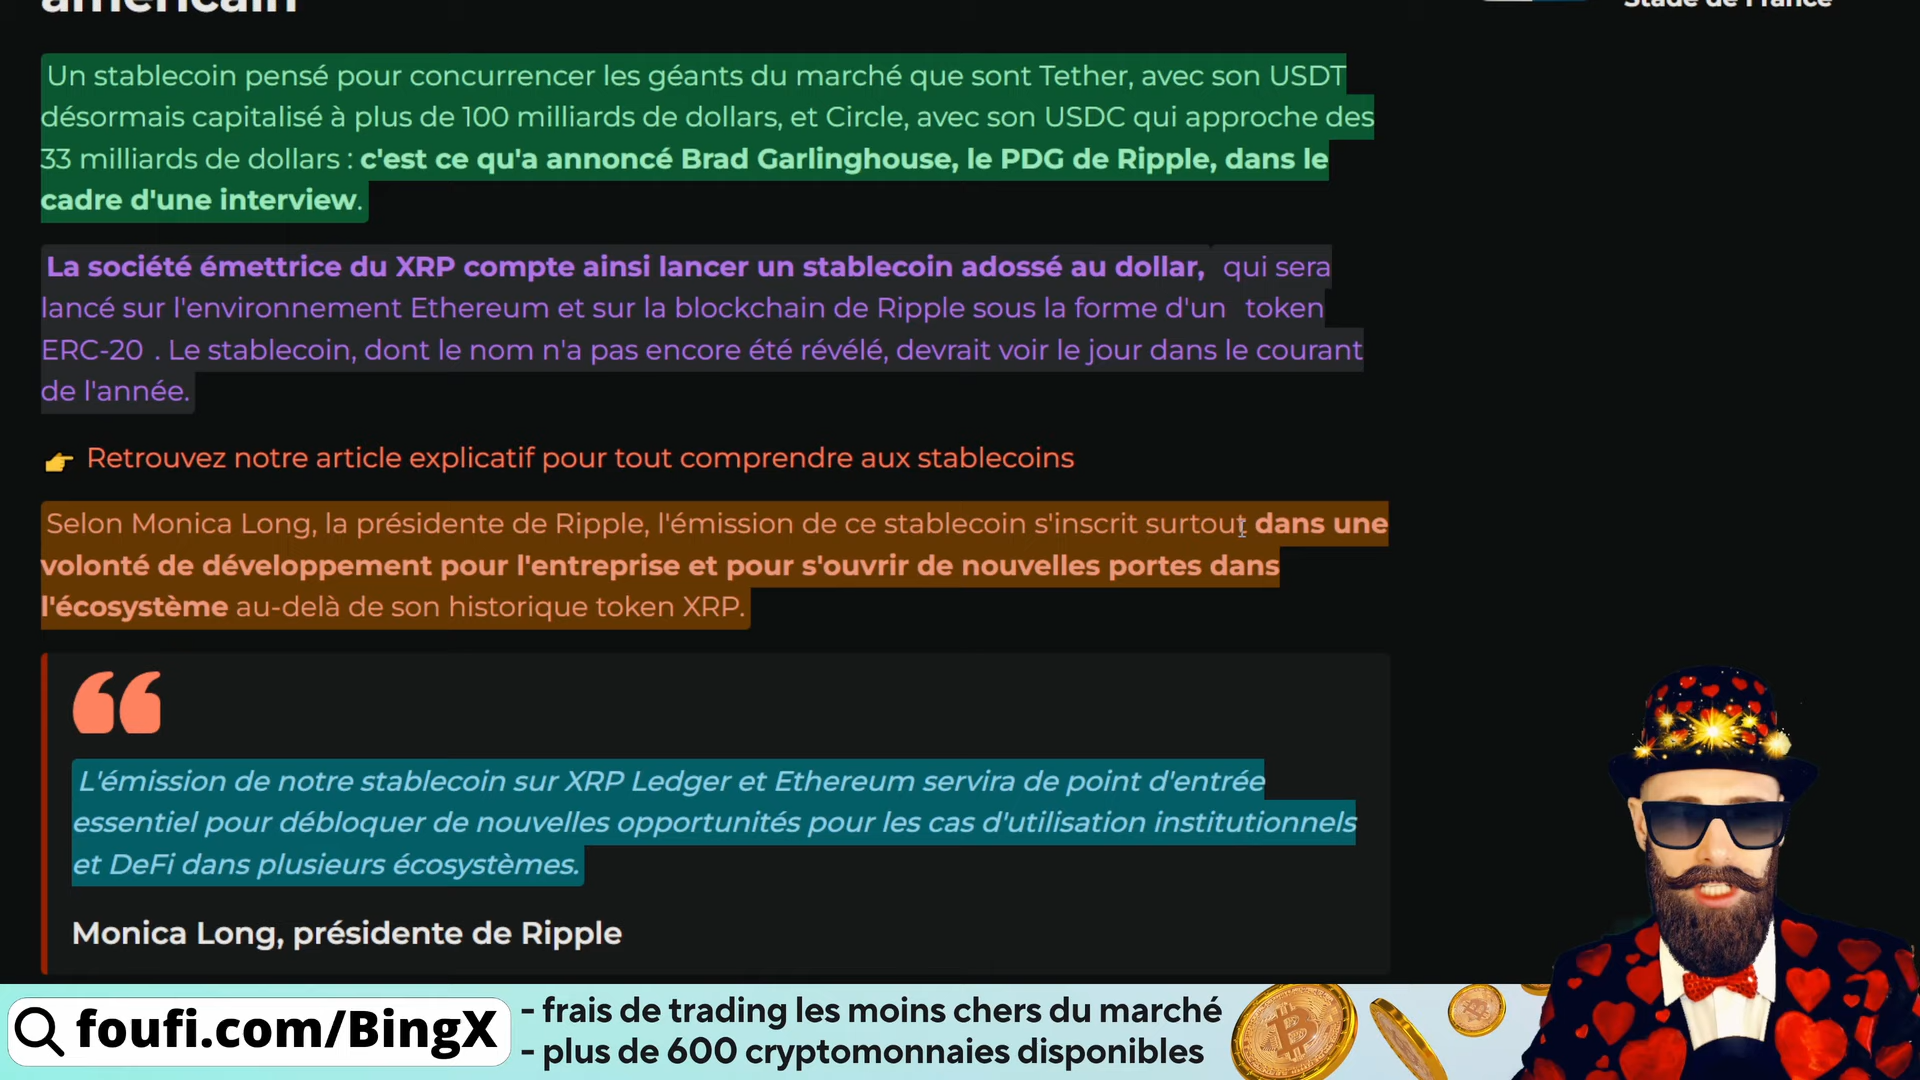 américain
Stade de France
Un stablecoin pensé pour concurrencer les géants du marché que sont Tether, avec son USDT
désormais capitalisé à plus de 100 milliards de dollars, et Circle, avec son USDC qui approche des
33 milliards de dollars : c'est ce qu'a annoncé Brad Garlinghouse, le PDG de Ripple, dans le
cadre d'une interview.
La société émettrice du XRP compte ainsi lancer un stablecoin adossé au dollar, qui sera
lancé sur l'environnement Ethereum et sur la blockchain de Ripple sous la forme d'un token
ERC-20 . Le stablecoin, dont le nom n'a pas encore été révélé, devrait voir le jour dans le courant
de l'année.
👉 Retrouvez notre article explicatif pour tout comprendre aux stablecoins
Selon Monica Long, la présidente de Ripple, l'émission de ce stablecoin s'inscrit surtout dans une
volonté de développement pour l'entreprise et pour s'ouvrir de nouvelles portes dans
l'écosystème au-delà de son historique token XRP.
L'émission de notre stablecoin sur XRP Ledger et Ethereum servira de point d'entrée
essentiel pour débloquer de nouvelles opportunités pour les cas d'utilisation institutionnels
et DeFi dans plusieurs écosystèmes.
Monica Long, présidente de Ripple
foufi.com/BingX
- frais de trading les moins chers du marché
- plus de 600 cryptomonnaies disponibles